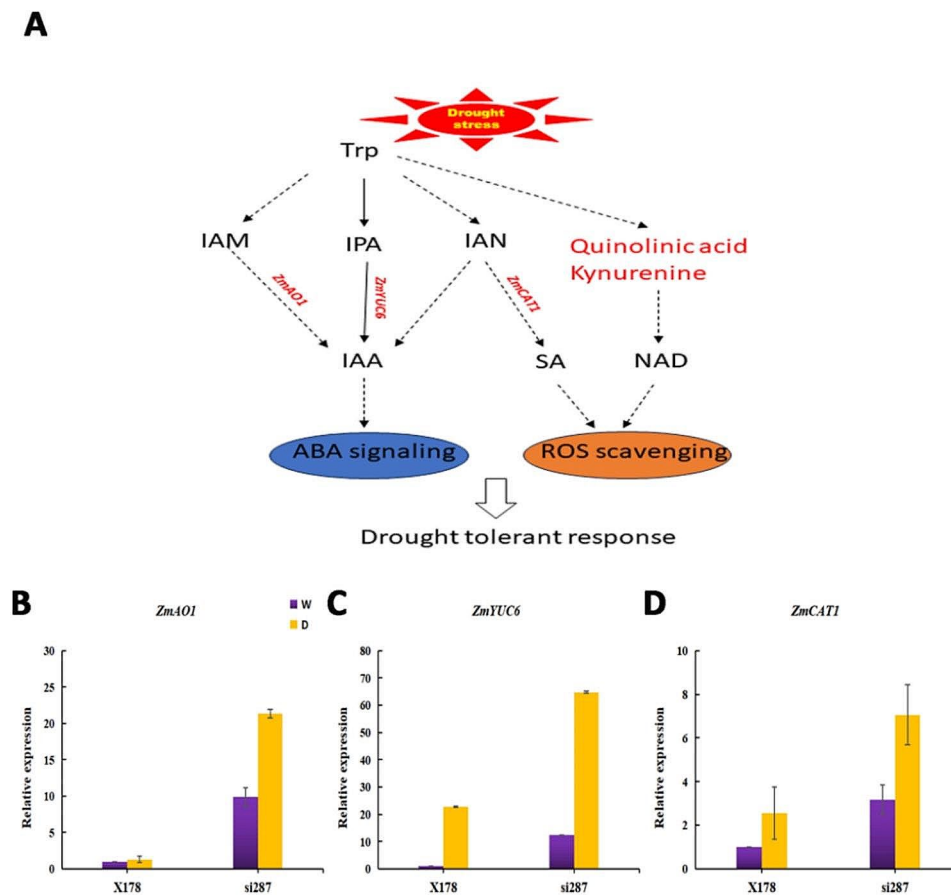 A
Drought
stress
Trp
IAM
IPA
IAN
Quinolinic acid
Kynurenine
ZmAO1
ZmYUC6
ZmCAT1
IAA
SA
NAD
ABA signaling
ROS scavenging
Drought tolerant response
B
ZmAO1
W
D
Relative expression
30
25
20
15
10
5
0
X178
si287
C
ZmYUC6
Relative expression
80
70
60
50
40
30
20
10
0
X178
si287
D
ZmCAT1
Relative expression
10
8
6
4
2
0
X178
si287